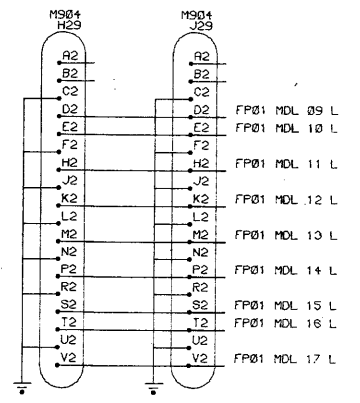 M904 M904
H29 J29
A2 A2
B2 B2
C2 C2
D2 D2 FP01 MDL 09 L
E2 E2 FP01 MDL 10 L
F2 F2
H2 H2 FP01 MDL 11 L
J2 J2
K2 K2 FP01 MDL 12 L
L2 L2
M2 M2 FP01 MDL 13 L
N2 N2
P2 P2 FP01 MDL 14 L
R2 R2
S2 S2 FP01 MDL 15 L
T2 T2 FP01 MDL 16 L
U2 U2
V2 V2 FP01 MDL 17 L